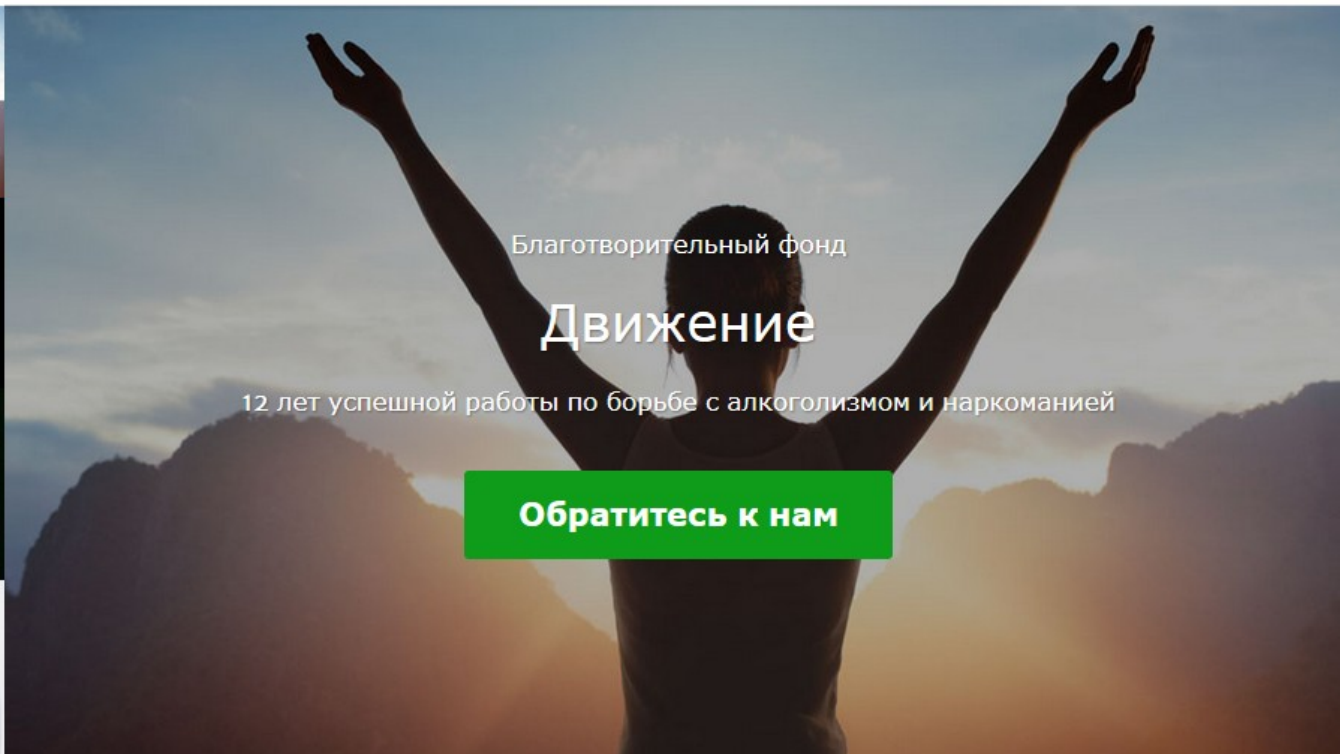 Благотворительный фонд
Движение
12 лет успешной работы по борьбе с алкоголизмом и наркоманией
Обратитесь к нам